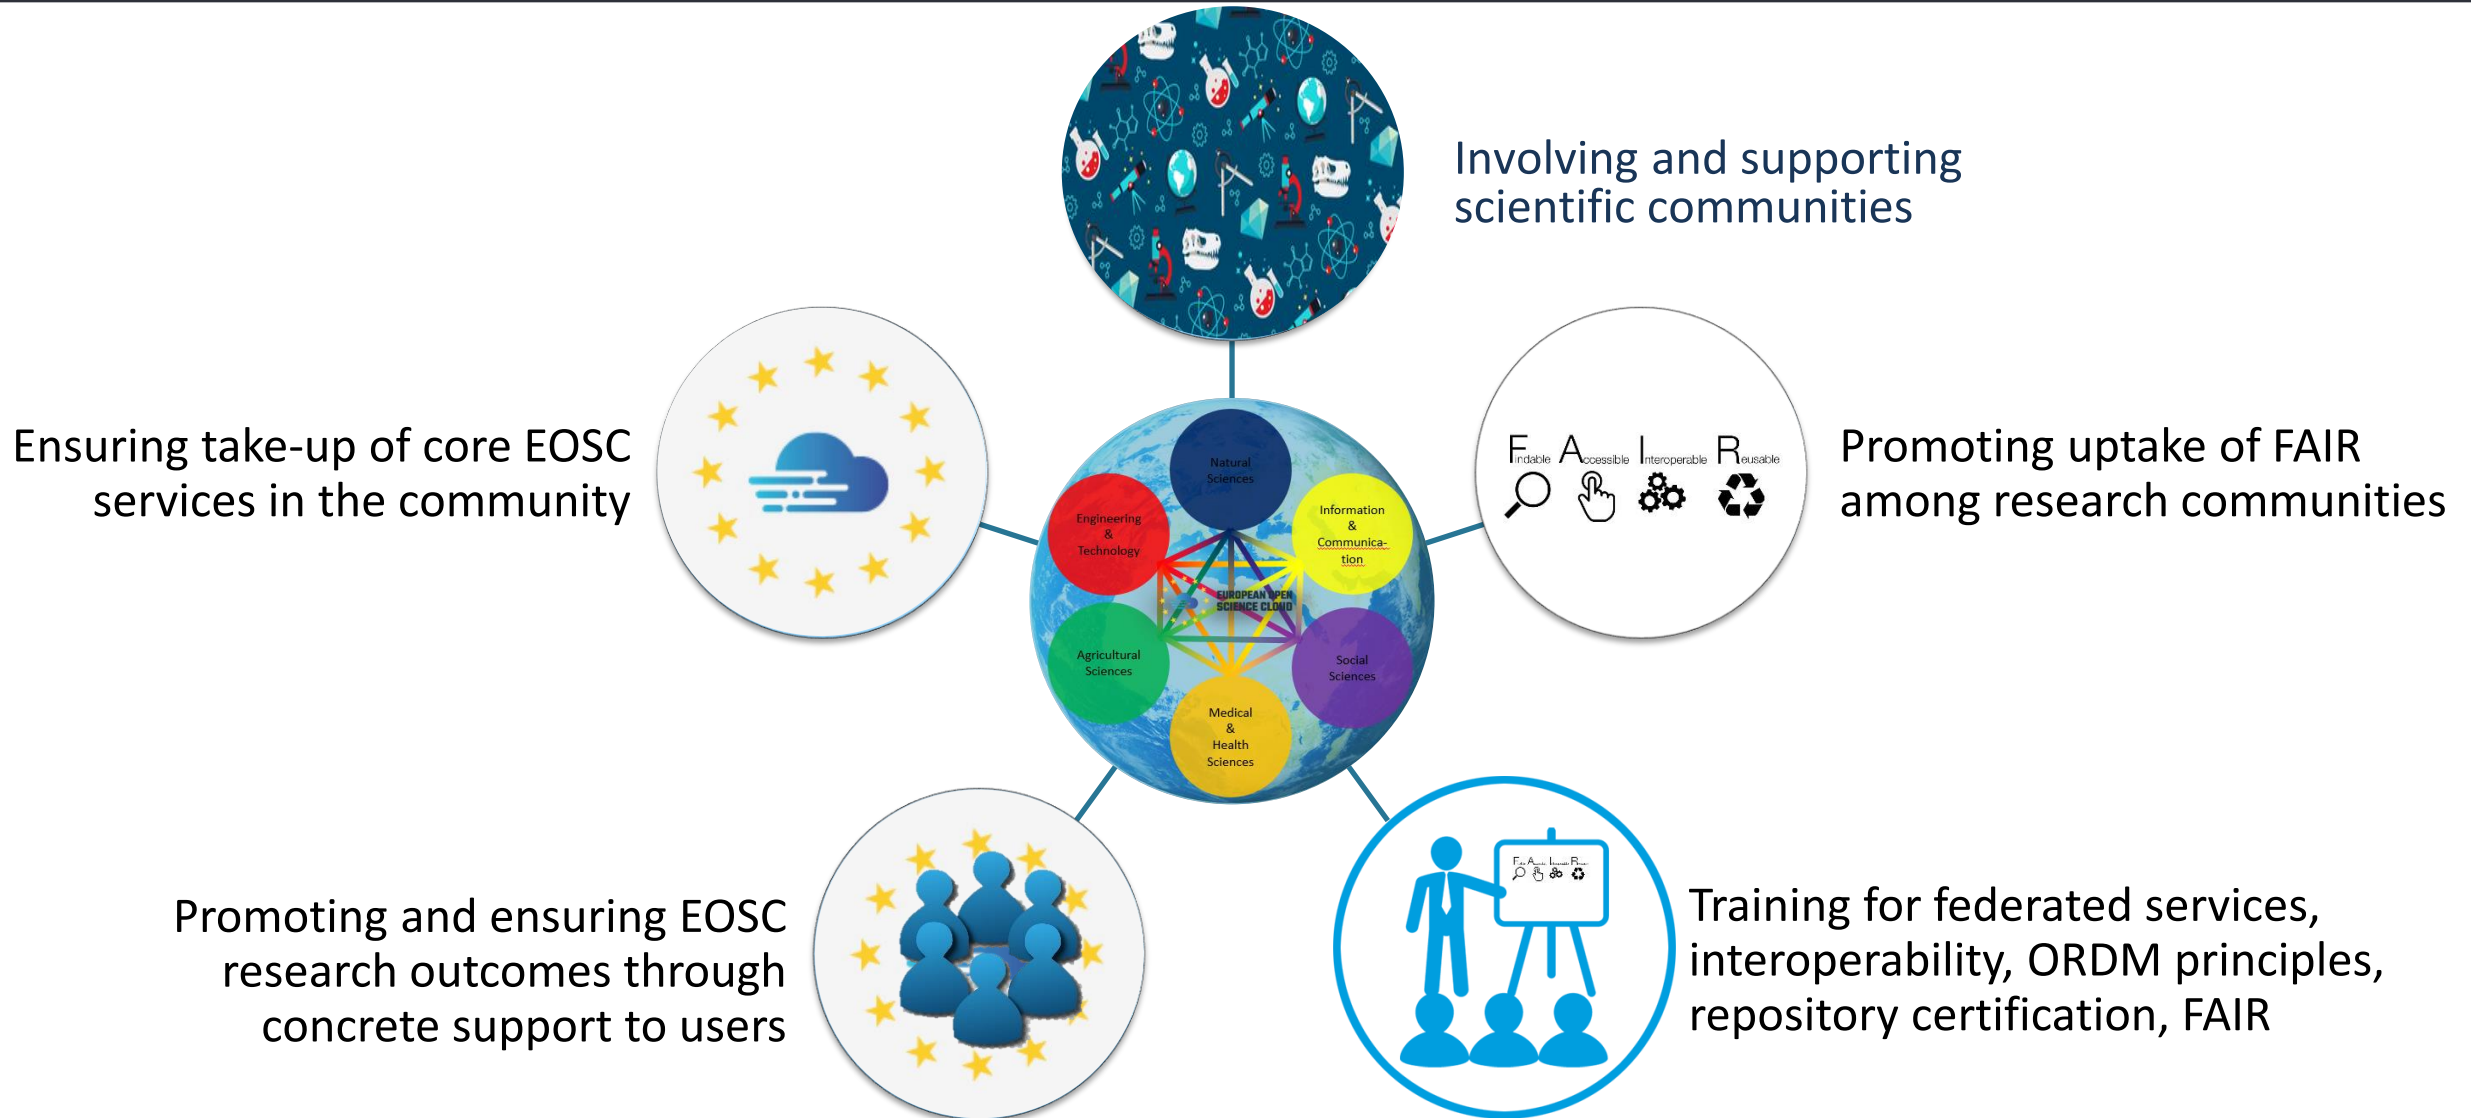 Involving and supporting
scientific communities
Ensuring take-up of core EOSC
services in the community
Findable Accessible Interoperable Reusable
Promoting uptake of FAIR
among research communities
Natural
Sciences
Engineering
&
Technology
Information
&
Communica-
tion
EUROPEAN OPEN
SCIENCE CLOUD
Agricultural
Sciences
Social
Sciences
Medical
&
Health
Sciences
Promoting and ensuring EOSC
research outcomes through
concrete support to users
Training for federated services,
interoperability, ORDM principles,
repository certification, FAIR